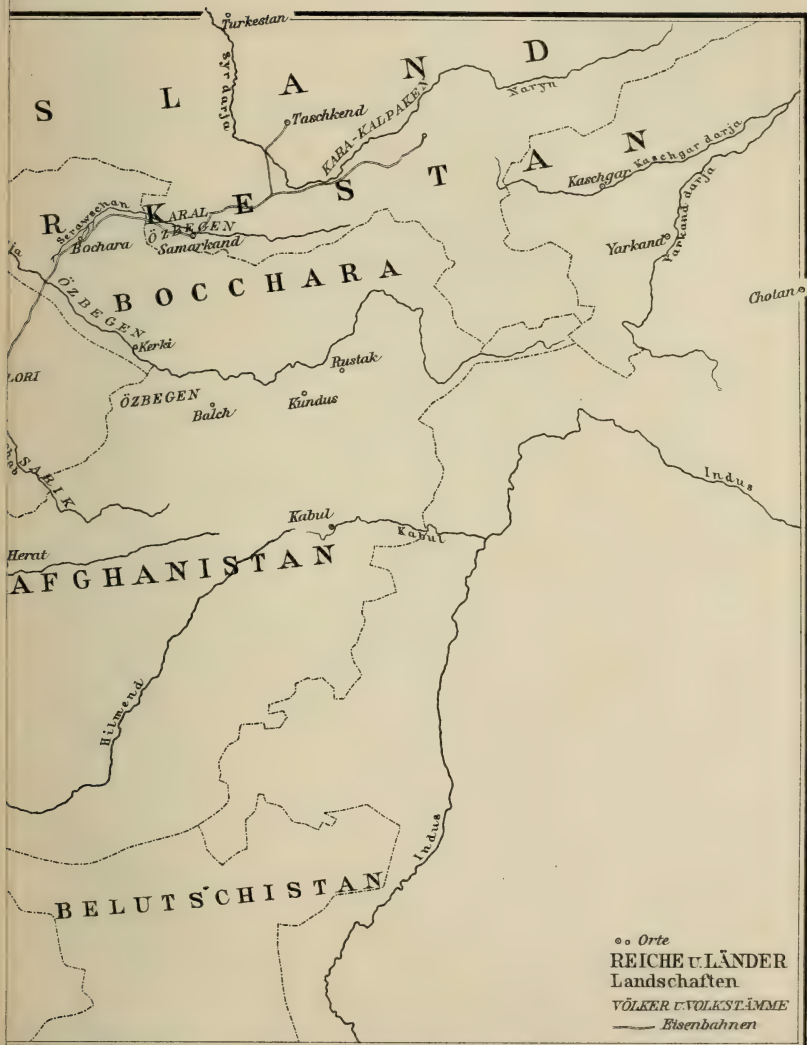 Turkestan
Syr darja
S L A N D
Naryn
Taschkend
KARA-KALPAKEN
R K E S T A N
Kaschgar
Kaschgar darja
Yarkand darja
Yarkand
Serawschan
KARAL
ÖZBEGEN
Bochara
Samarkand
ja
ÖZBEGEN
BOCCHARA
Chotan
Kerki
LORI
Rustak
ÖZBEGEN
Balch
Kundus
SARIK
Indus
Kabul
Kabul
Herat
AFGHANISTAN
Hilmend
Indus
BELUTSCHISTAN
Orte
REICHE U. LÄNDER
Landschaften
VÖLKER U. VOLKSTÄMME
Eisenbahnen